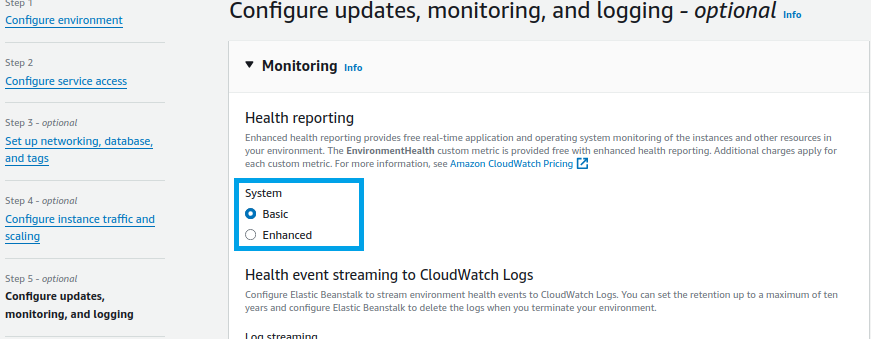 Step 1
Configure environment
Step 2
Configure service access
Step 3 - optional
Set up networking, database,
and tags
Step 4 - optional
Configure instance traffic and
scaling
Step 5 - optional
Configure updates,
monitoring, and logging
Configure updates, monitoring, and logging - optional Info
Monitoring Info
Health reporting
Enhanced health reporting provides free real-time application and operating system monitoring of the instances and other resources in
your environment. The EnvironmentHealth custom metric is provided free with enhanced health reporting. Additional charges apply for
each custom metric. For more information, see Amazon CloudWatch Pricing
System
Basic
Enhanced
Health event streaming to CloudWatch Logs
Configure Elastic Beanstalk to stream environment health events to CloudWatch Logs. You can set the retention up to a maximum of ten
years and configure Elastic Beanstalk to delete the logs when you terminate your environment.
Log streaming